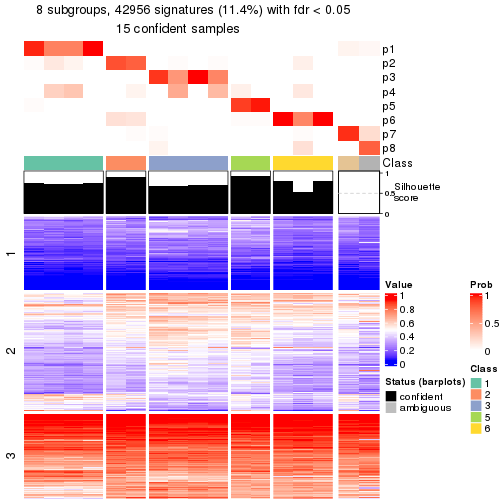 8 subgroups, 42956 signatures (11.4%) with fdr < 0.05
15 confident samples
p1
p2
p3
p4
p5
p6
p7
p8
Class
1
0.5
0
Silhouette
score
1
2
3
Value
1
0.8
0.6
0.4
0.2
0
Prob
1
0.5
0
Status (barplots)
confident
ambiguous
Class
1
2
3
5
6